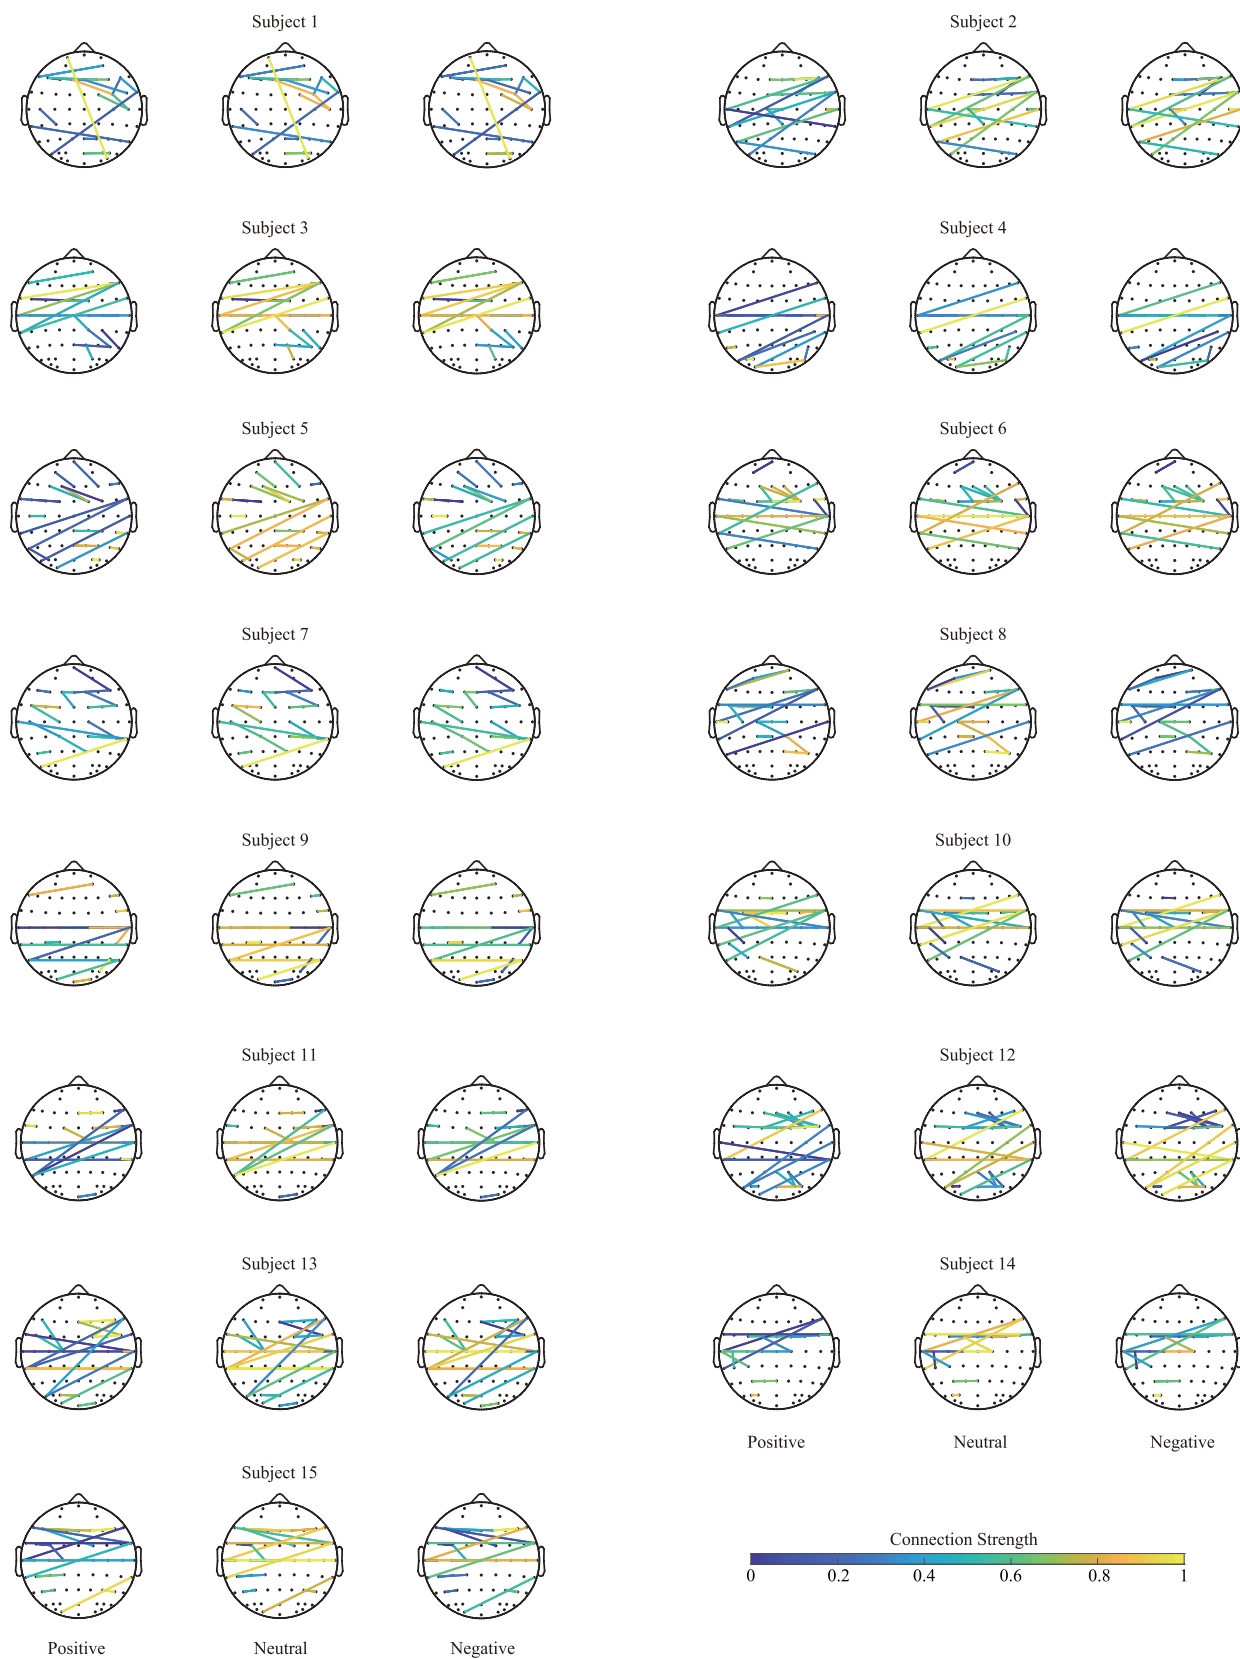 Subject 1
Subject 2
Subject 3
Subject 4
Subject 5
Subject 6
Subject 7
Subject 8
Subject 9
Subject 10
Subject 11
Subject 12
Subject 13
Subject 14
Positive Neutral Negative
Subject 15
Connection Strength
0 0.2 0.4 0.6 0.8 1
Positive Neutral Negative